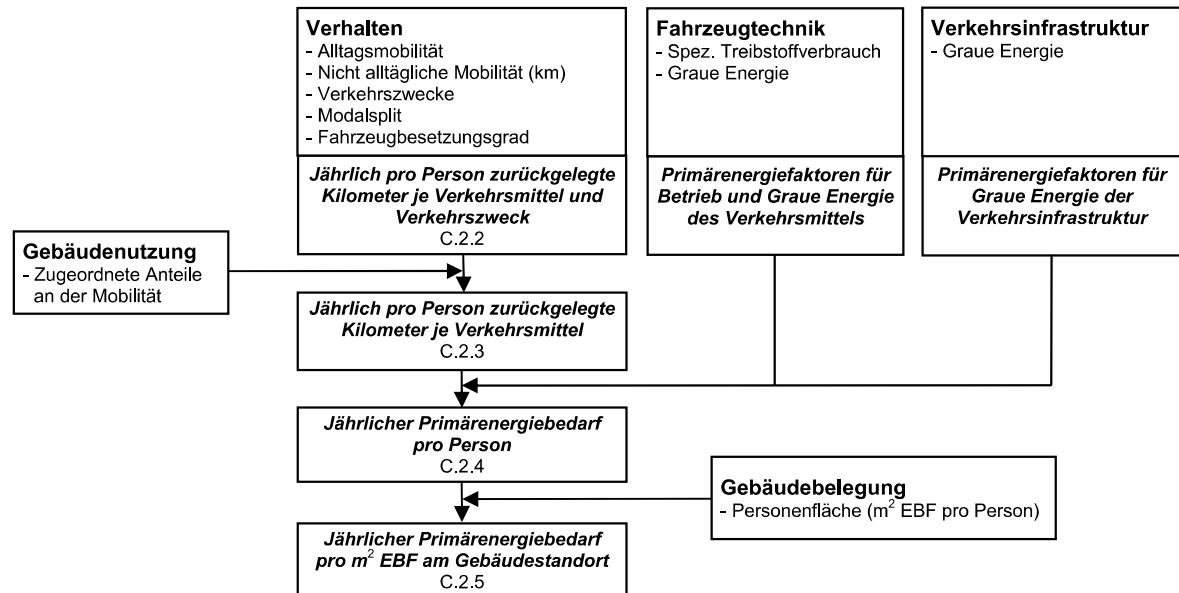 Verhalten
- Alltagsmobilität
- Nicht alltägliche Mobilität (km)
- Verkehrszwecke
- Modalsplit
- Fahrzeugbesetzungsgrad
Fahrzeugtechnik
- Spez. Treibstoffverbrauch
- Graue Energie
Verkehrsinfrastruktur
- Graue Energie
Jährlich pro Person zurückgelegte
Kilometer je Verkehrsmittel und
Verkehrszweck
C.2.2
Primärenergiefaktoren für
Betrieb und Graue Energie
des Verkehrsmittels
Primärenergiefaktoren für
Graue Energie der
Verkehrsinfrastruktur
Gebäudenutzung
- Zugeordnete Anteile
an der Mobilität
Jährlich pro Person zurückgelegte
Kilometer je Verkehrsmittel
C.2.3
Jährlicher Primärenergiebedarf
pro Person
C.2.4
Gebäudebelegung
- Personenfläche (m² EBF pro Person)
Jährlicher Primärenergiebedarf
pro m² EBF am Gebäudestandort
C.2.5